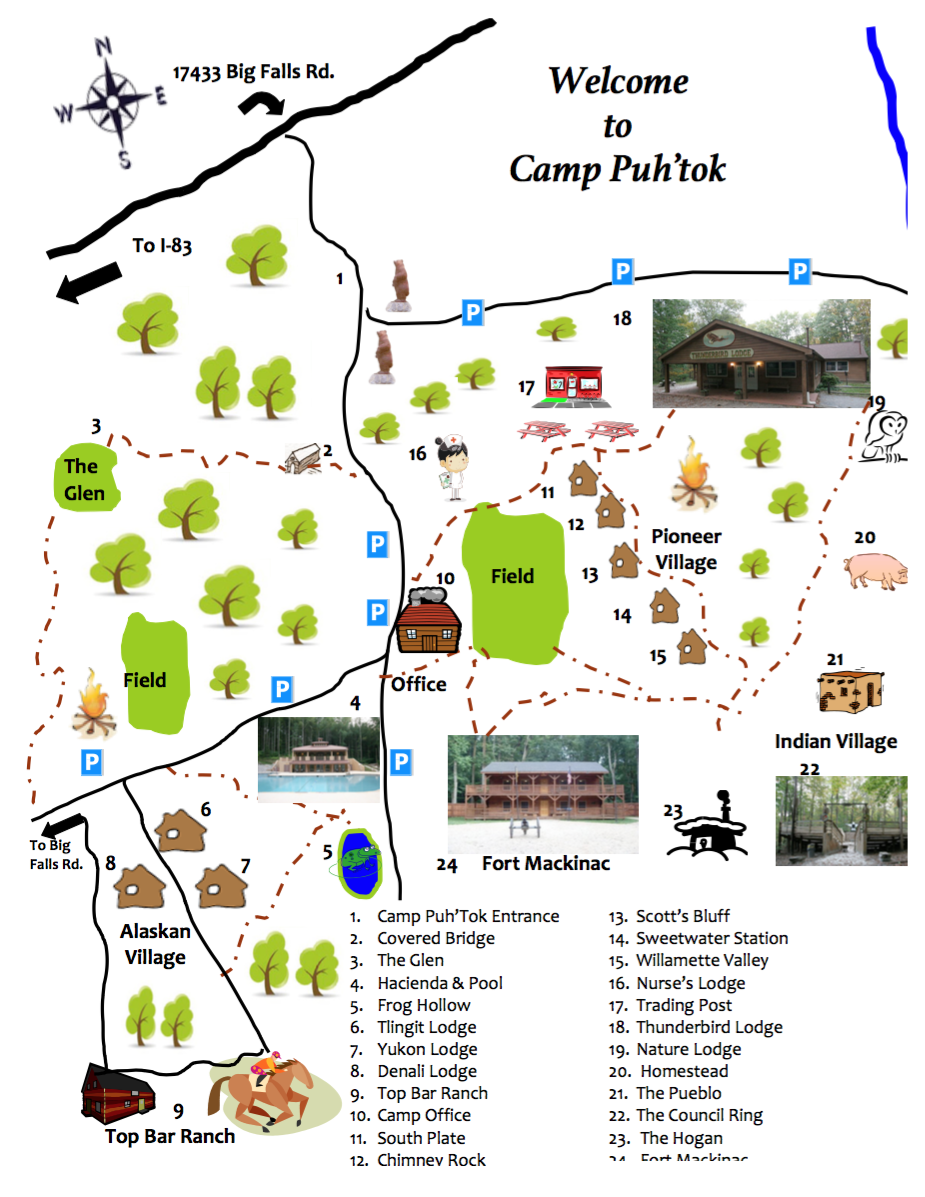 N
W
E
S
17433 Big Falls Rd.
Welcome
to
Camp Puh'tok
To I-83
1
P
P
P
18
THUNDERBIRD LODGE
17
19
3
The
Glen
2
16
11
12
Pioneer
Village
13
20
P
10
Field
14
P
15
21
Field
P
4
Office
Indian Village
22
P
P
6
23
To Big
Falls Rd.
8
7
5
24
Fort Mackinac
Alaskan
Village
9
Top Bar Ranch
1. Camp Puh'Tok Entrance
2. Covered Bridge
3. The Glen
4. Hacienda & Pool
5. Frog Hollow
6. Tlingit Lodge
7. Yukon Lodge
8. Denali Lodge
9. Top Bar Ranch
10. Camp Office
11. South Plate
12. Chimney Rock
13. Scott's Bluff
14. Sweetwater Station
15. Willamette Valley
16. Nurse's Lodge
17. Trading Post
18. Thunderbird Lodge
19. Nature Lodge
20. Homestead
21. The Pueblo
22. The Council Ring
23. The Hogan
24. Fort Mackinac